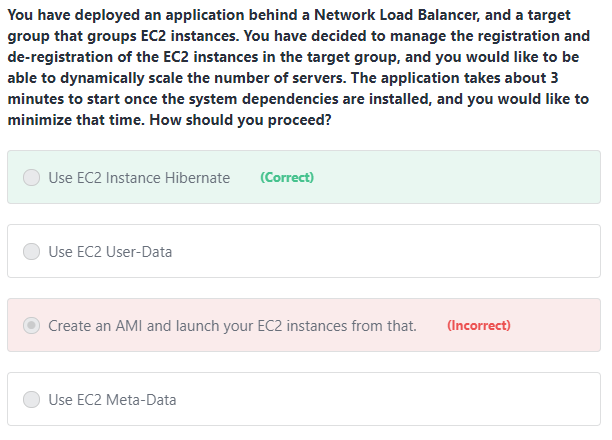 You have deployed an application behind a Network Load Balancer, and a target
group that groups EC2 instances. You have decided to manage the registration and
de-registration of the EC2 instances in the target group, and you would like to be
able to dynamically scale the number of servers. The application takes about 3
minutes to start once the system dependencies are installed, and you would like to
minimize that time. How should you proceed?
Use EC2 Instance Hibernate (Correct)
Use EC2 User-Data
Create an AMI and launch your EC2 instances from that. (Incorrect)
Use EC2 Meta-Data